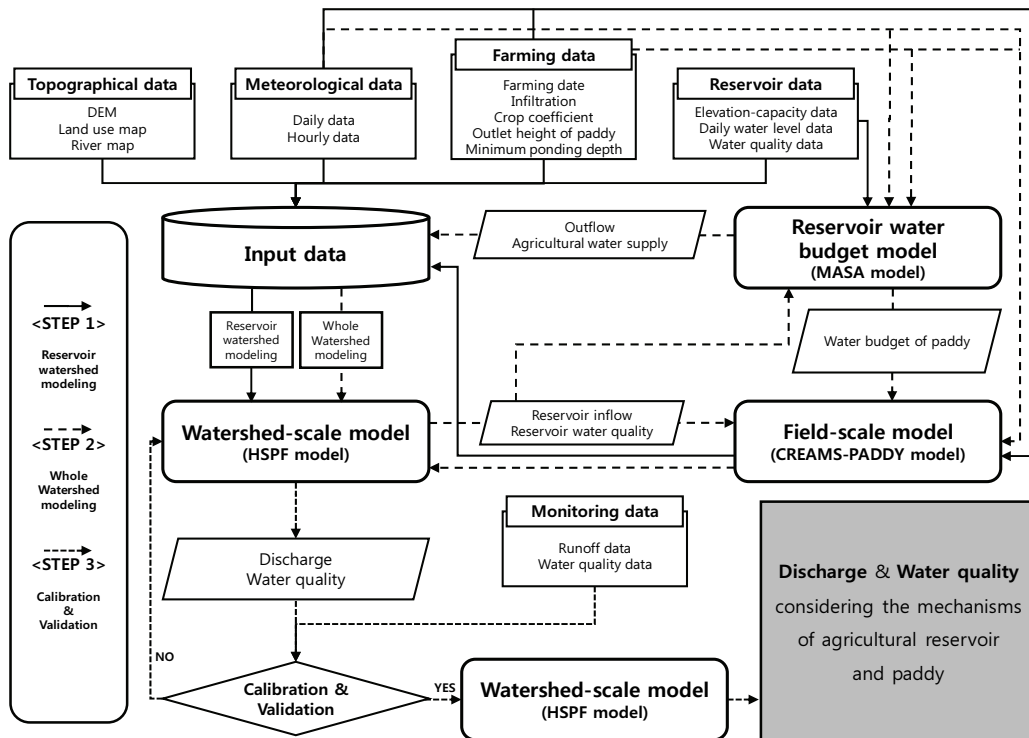 Farming data
Farming date
Infiltration
Crop coefficient
Outlet height of paddy
Minimum ponding depth
Topographical data
DEM
Land use map
River map
Meteorological data
Daily data
Hourly data
Reservoir data
Elevation-capacity data
Daily water level data
Water quality data
Input data
Outflow
Agricultural water supply
Reservoir water
budget model
(MASA model)
<STEP 1>
Reservoir
watershed
modeling
<STEP 2>
Whole
Watershed
modeling
<STEP 3>
Calibration
&
Validation
Reservoir
watershed
modeling
Whole
Watershed
modeling
Water budget of paddy
Watershed-scale model
(HSPF model)
Reservoir inflow
Reservoir water quality
Field-scale model
(CREAMS-PADDY model)
Monitoring data
Runoff data
Water quality data
Discharge
Water quality
Discharge & Water quality
considering the mechanisms
of agricultural reservoir
and paddy
NO
Calibration &
Validation
YES
Watershed-scale model
(HSPF model)